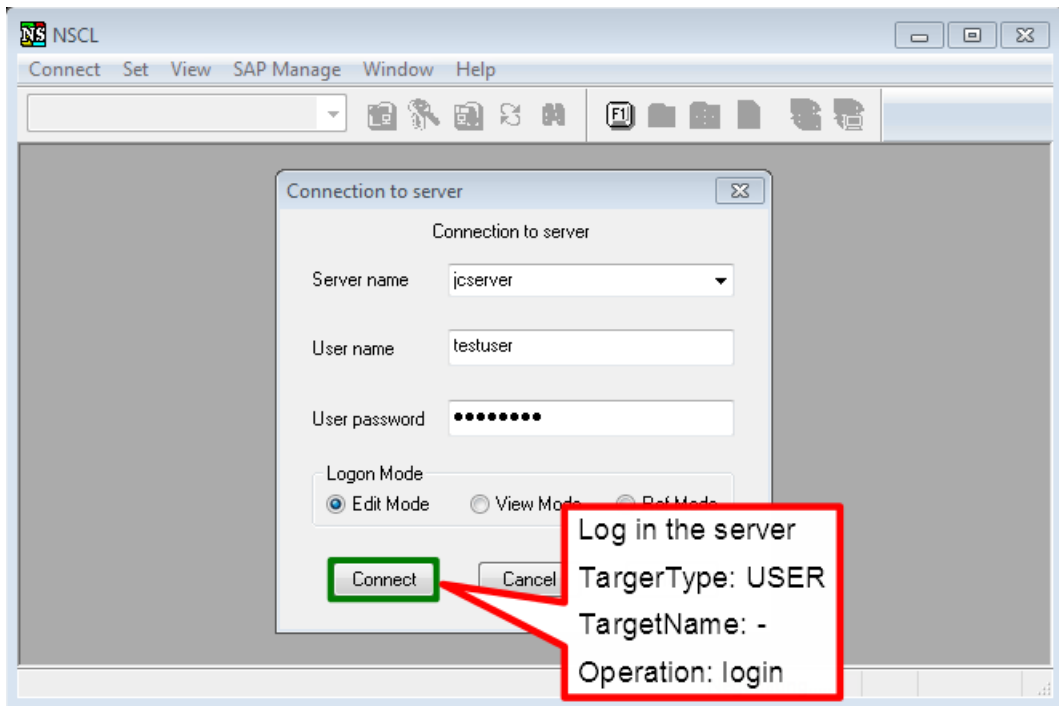 NS NSCL
Connect Set View SAP Manage Window Help
F1
Connection to server
Connection to server
Server name jcserver
User name testuser
User password ●●●●●●●●
Logon Mode
Edit Mode View Mode
Connect Cancel
Log in the server
TargerType: USER
TargetName: -
Operation: login